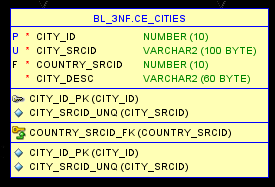 BL_3NF.CE_CITIES
P * CITY_ID NUMBER (10)
U * CITY_SRCID VARCHAR2 (100 BYTE)
F * COUNTRY_SRCID NUMBER (10)
* CITY_DESC VARCHAR2 (60 BYTE)
CITY_ID_PK (CITY_ID)
CITY_SRCID_UNQ (CITY_SRCID)
COUNTRY_SRCID_FK (COUNTRY_SRCID)
CITY_ID_PK (CITY_ID)
CITY_SRCID_UNQ (CITY_SRCID)